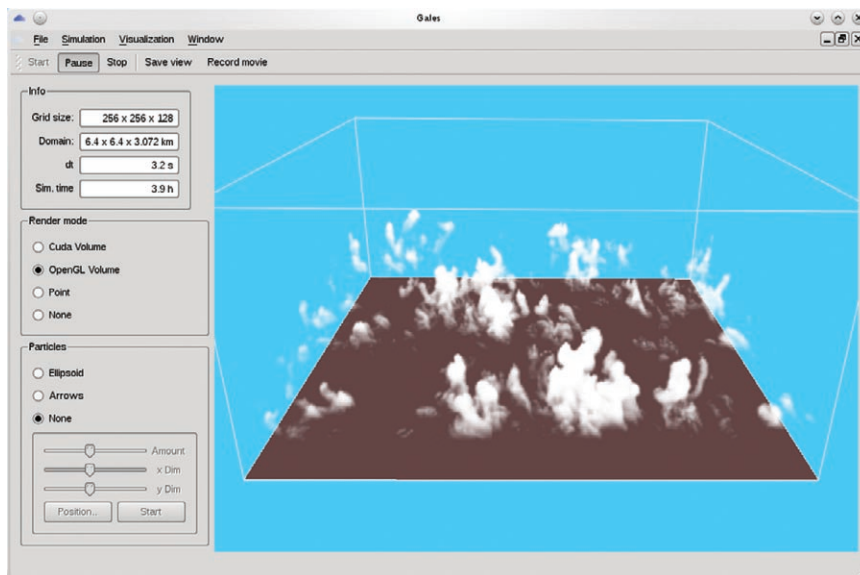 Gales
File Simulation Visualization Window
Start Pause Stop Save view Record movie
Info
Grid size: 256 x 256 x 128
Domain: 6.4 x 6.4 x 3.072 km
dt 3.2 s
Sim. time 3.9 h
Render mode
Cuda Volume
OpenGL Volume
Point
None
Particles
Ellipsoid
Arrows
None
Amount
x Dim
y Dim
Position... Start